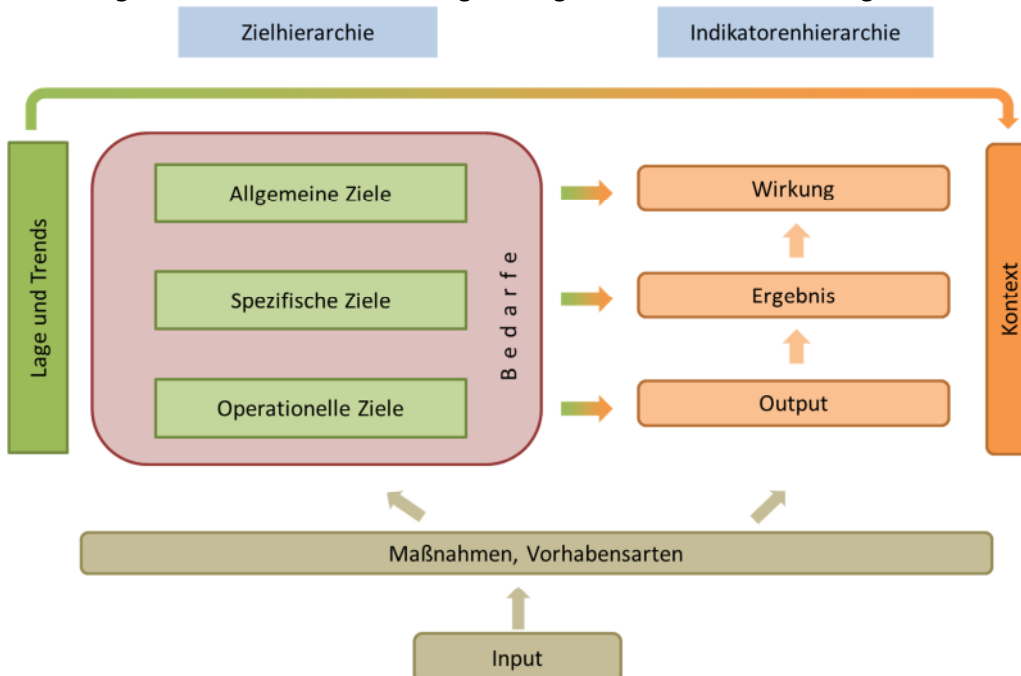 Zielhierarchie
Indikatorenhierarchie
Lage und Trends
Allgemeine Ziele
Spezifische Ziele
Operationelle Ziele
Bedarfe
Wirkung
Ergebnis
Output
Kontext
Maßnahmen, Vorhabensarten
Input